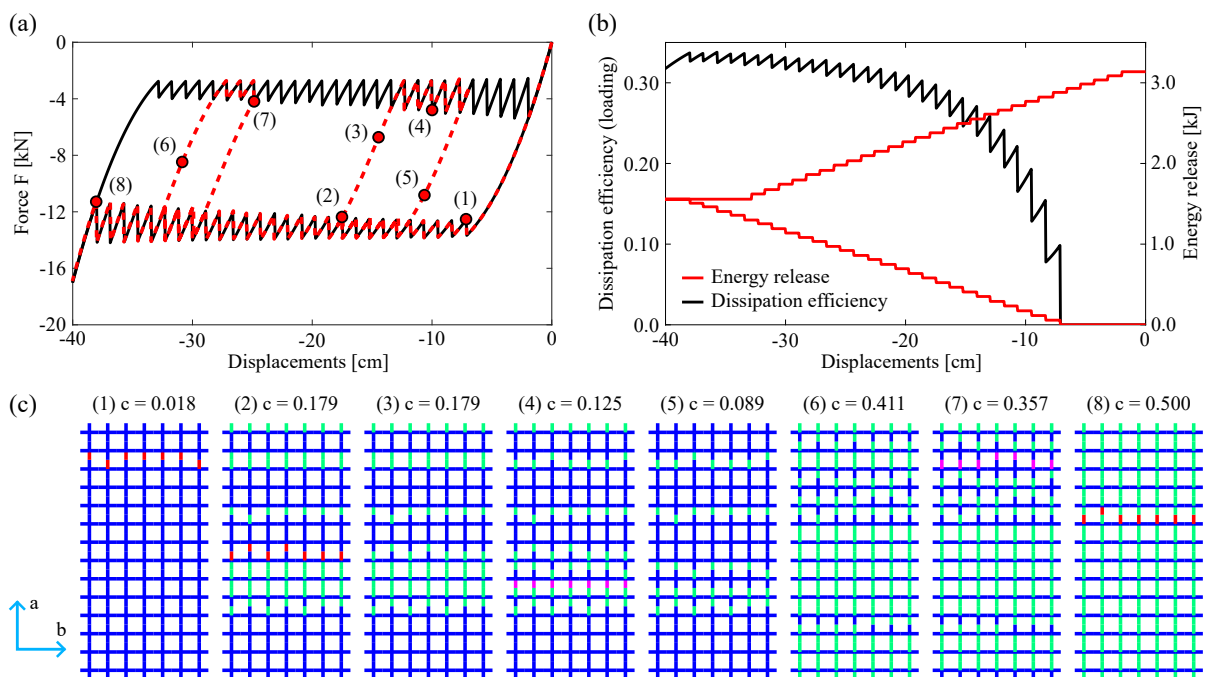 (a)
(b)
0
-4
-8
-12
-16
-20
Force F [kN]
-40
-30
-20
-10
0
Displacements [cm]
(1)
(2)
(3)
(4)
(5)
(6)
(7)
(8)
0.30
0.20
0.10
0.0
Dissipation efficiency (loading)
3.0
2.0
1.0
0.0
Energy release [kJ]
Energy release
Dissipation efficiency
-40
-30
-20
-10
0
Displacements [cm]
(c)
(1) c = 0.018
(2) c = 0.179
(3) c = 0.179
(4) c = 0.125
(5) c = 0.089
(6) c = 0.411
(7) c = 0.357
(8) c = 0.500
a
b